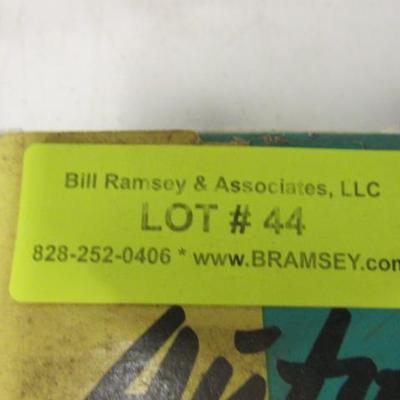 Bill Ramsey & Associates, LLC
LOT # 44
828-252-0406 * www.BRAMSEY.com